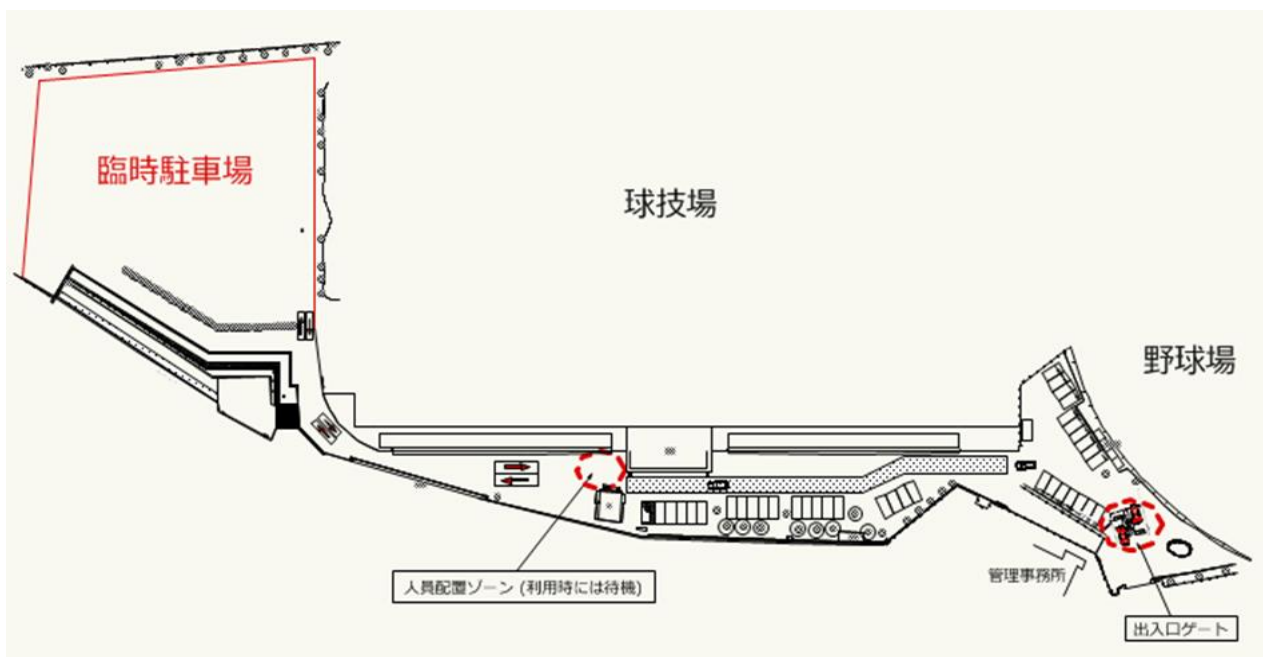 臨時駐車場
球技場
野球場
人員配置ゾーン (利用時には待機)
管理事務所
出入口ゲート